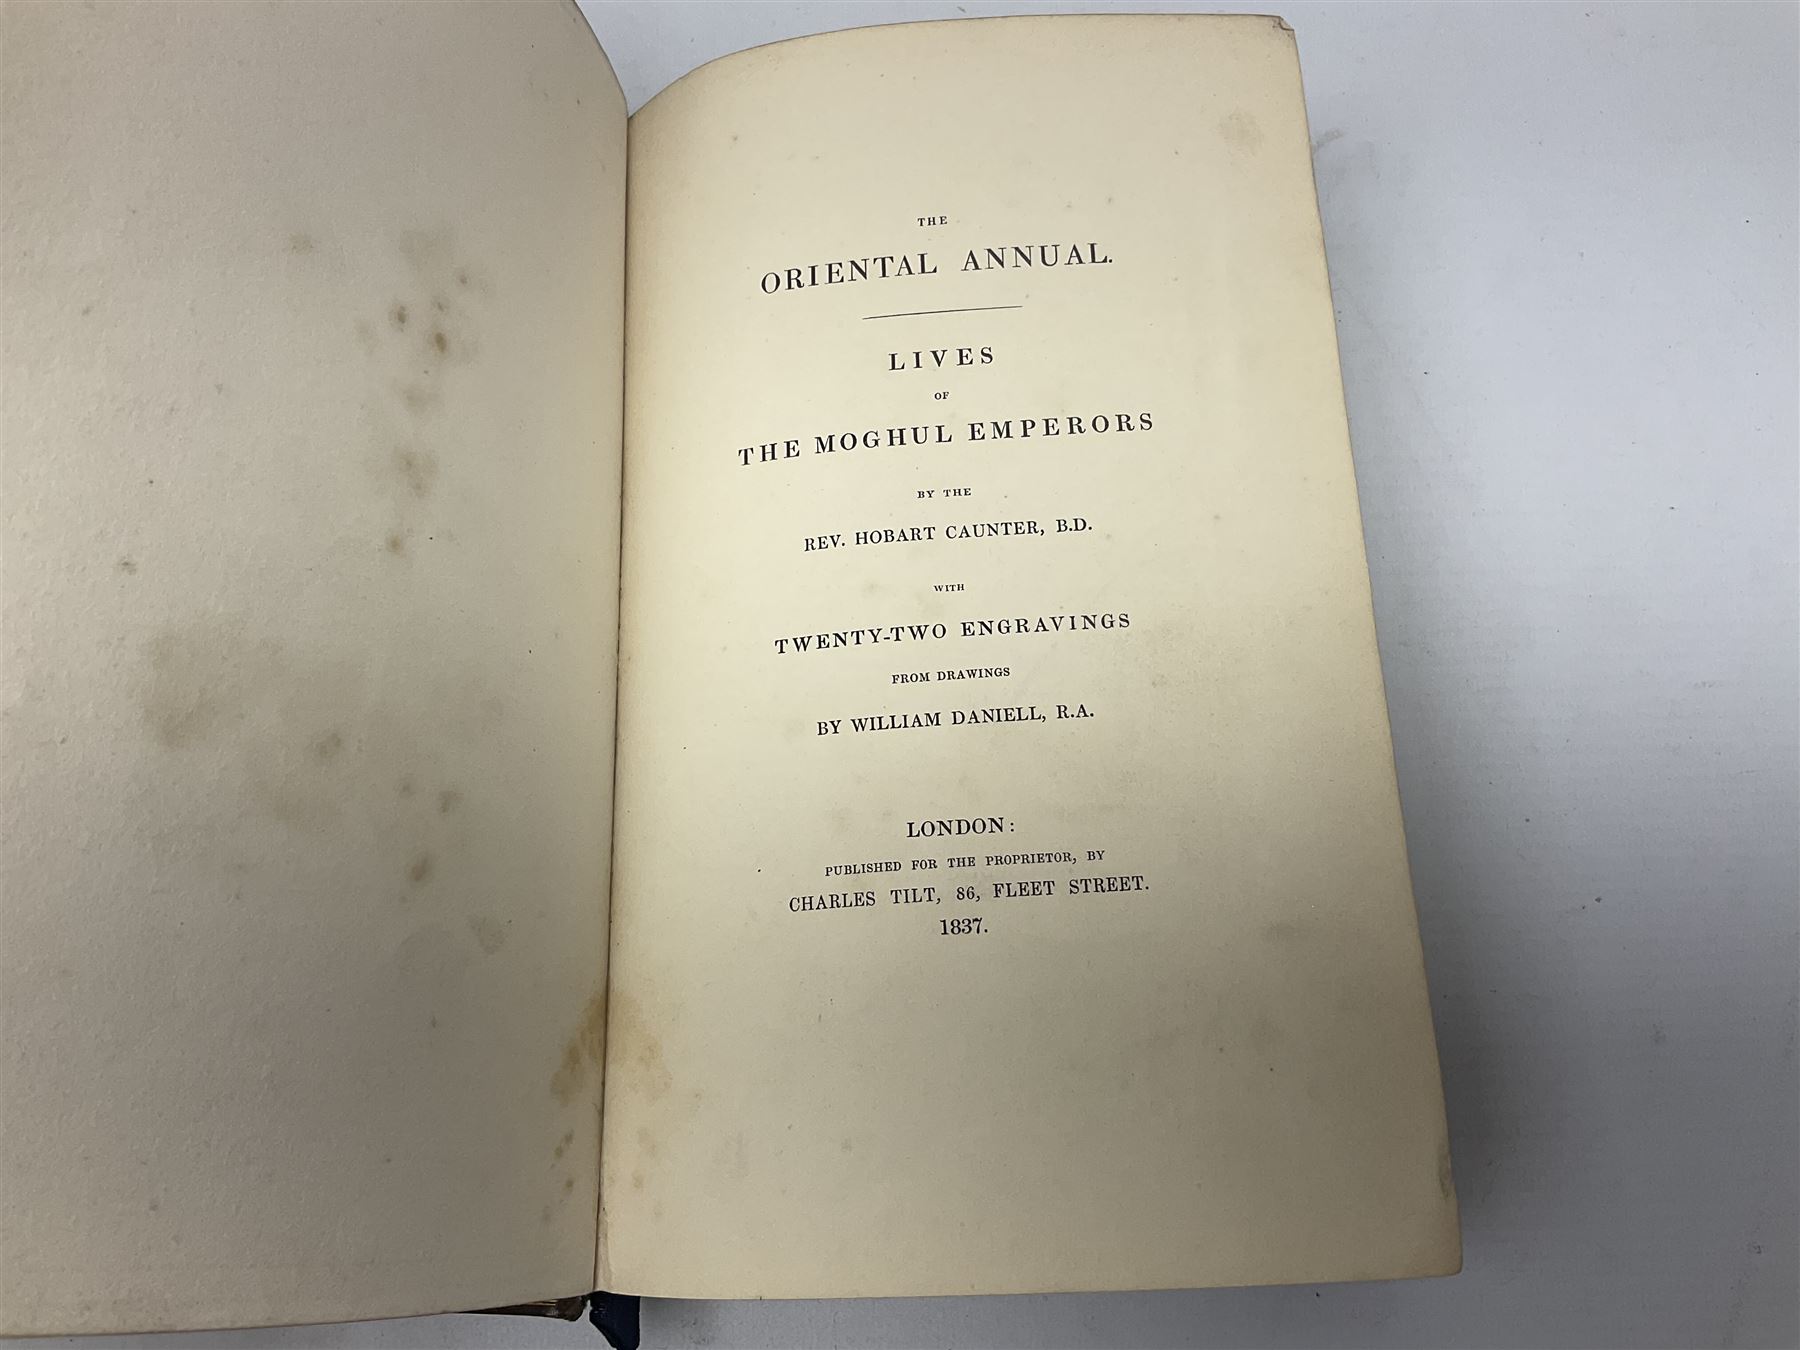 THE
ORIENTAL ANNUAL.
LIVES
OF
THE MOGHUL EMPERORS
BY THE
REV. HOBART CAUNTER, B.D.
WITH
TWENTY-TWO ENGRAVINGS
FROM DRAWINGS
BY WILLIAM DANIELL, R.A.
LONDON:
PUBLISHED FOR THE PROPRIETOR, BY
CHARLES TILT, 86, FLEET STREET.
1837.